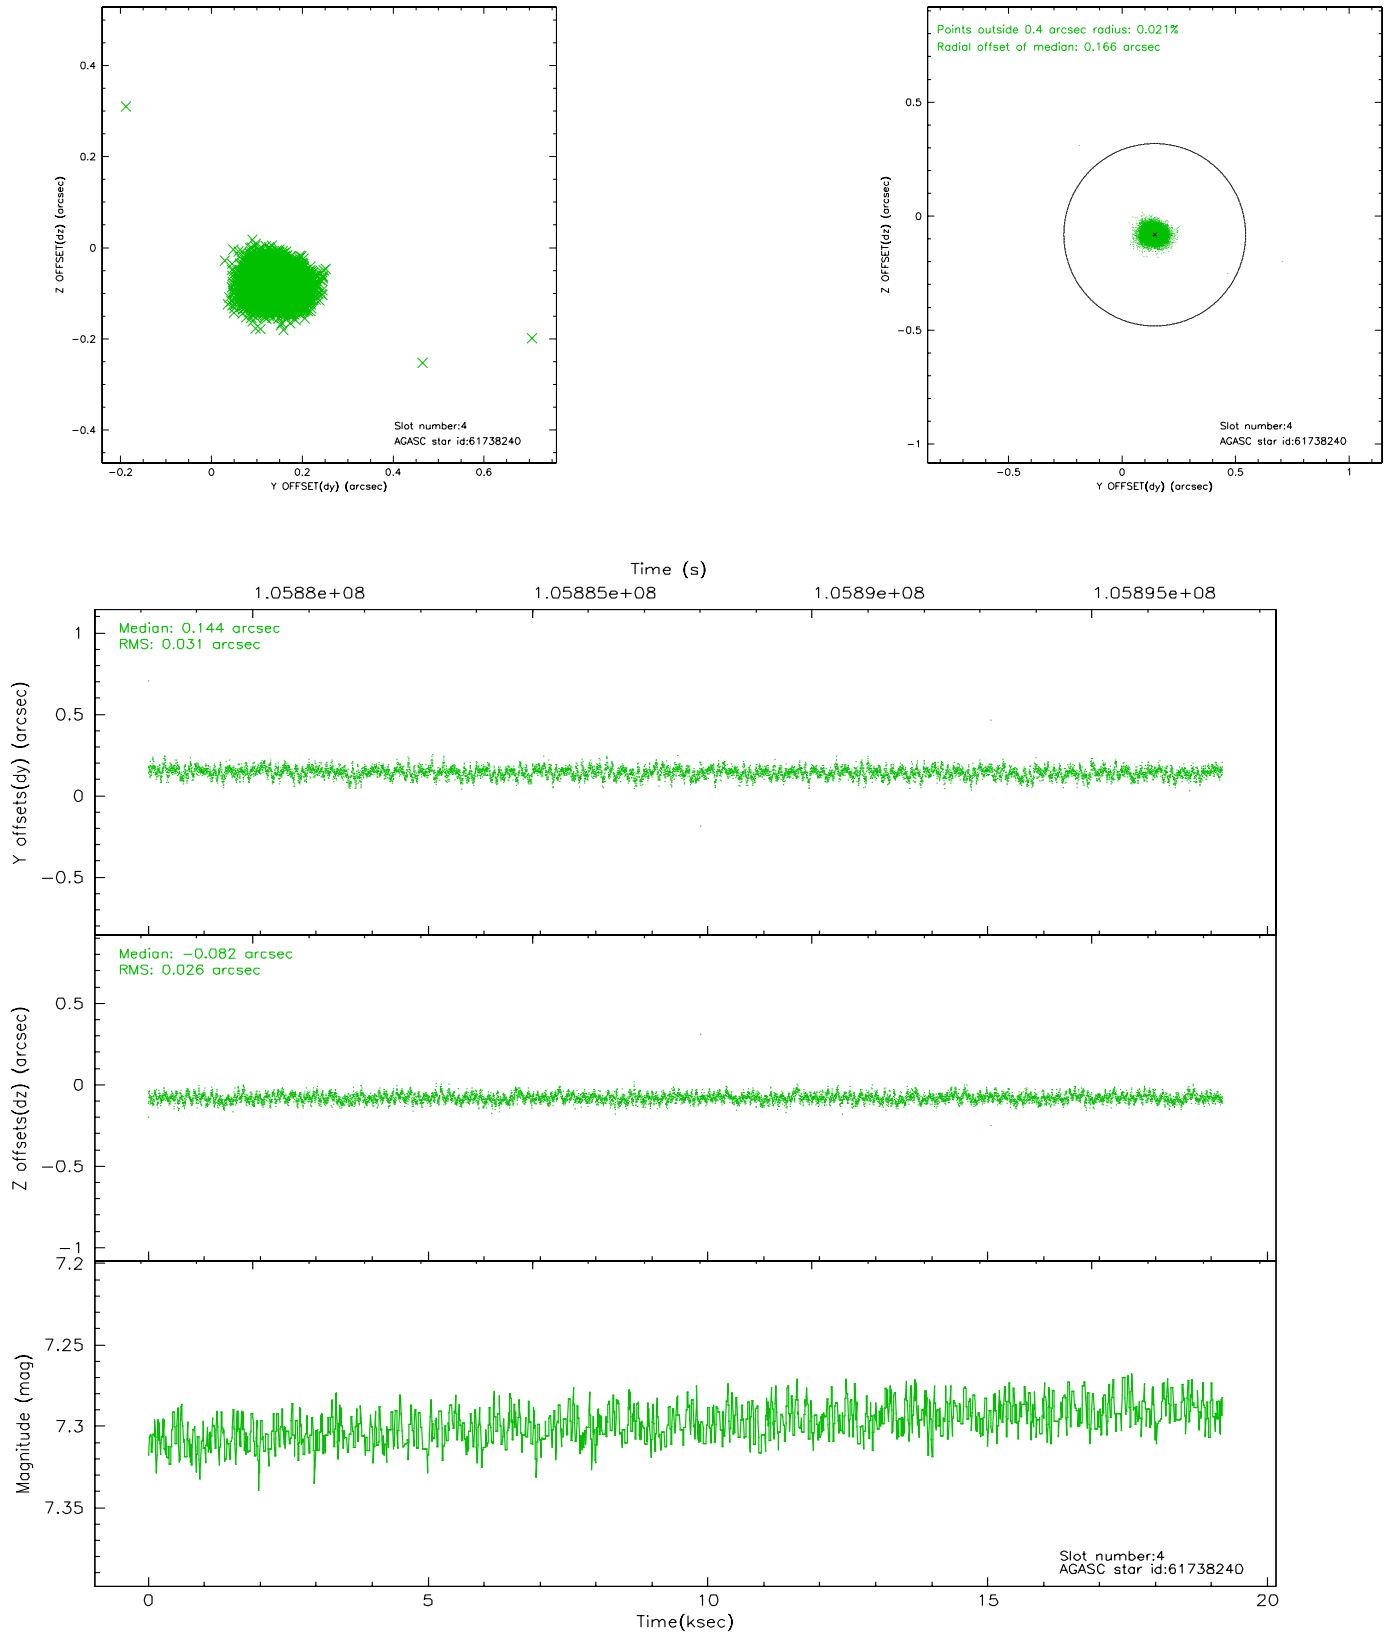 0.4
0.2
0
−0.2
−0.4
Z OFFSET(dz) (arcsec)
Slot number:4
AGASC star id:61738240
−0.2 0 0.2 0.4 0.6
Y OFFSET(dy) (arcsec)
Points outside 0.4 arcsec radius: 0.021%
Radial offset of median: 0.166 arcsec
0.5
0
−0.5
−1
Z OFFSET(dz) (arcsec)
Slot number:4
AGASC star id:61738240
−0.5 0 0.5 1
Y OFFSET(dy) (arcsec)
Time (s)
1.0588e+08 1.05885e+08 1.0589e+08 1.05895e+08
Median: 0.144 arcsec
RMS: 0.031 arcsec
1
0.5
0
−0.5
Y offsets(dy) (arcsec)
Median: −0.082 arcsec
RMS: 0.026 arcsec
0.5
0
−0.5
−1
Z offsets(dz) (arcsec)
7.2
7.25
7.3
7.35
Magnitude (mag)
Slot number:4
AGASC star id:61738240
0 5 10 15 20
Time(ksec)